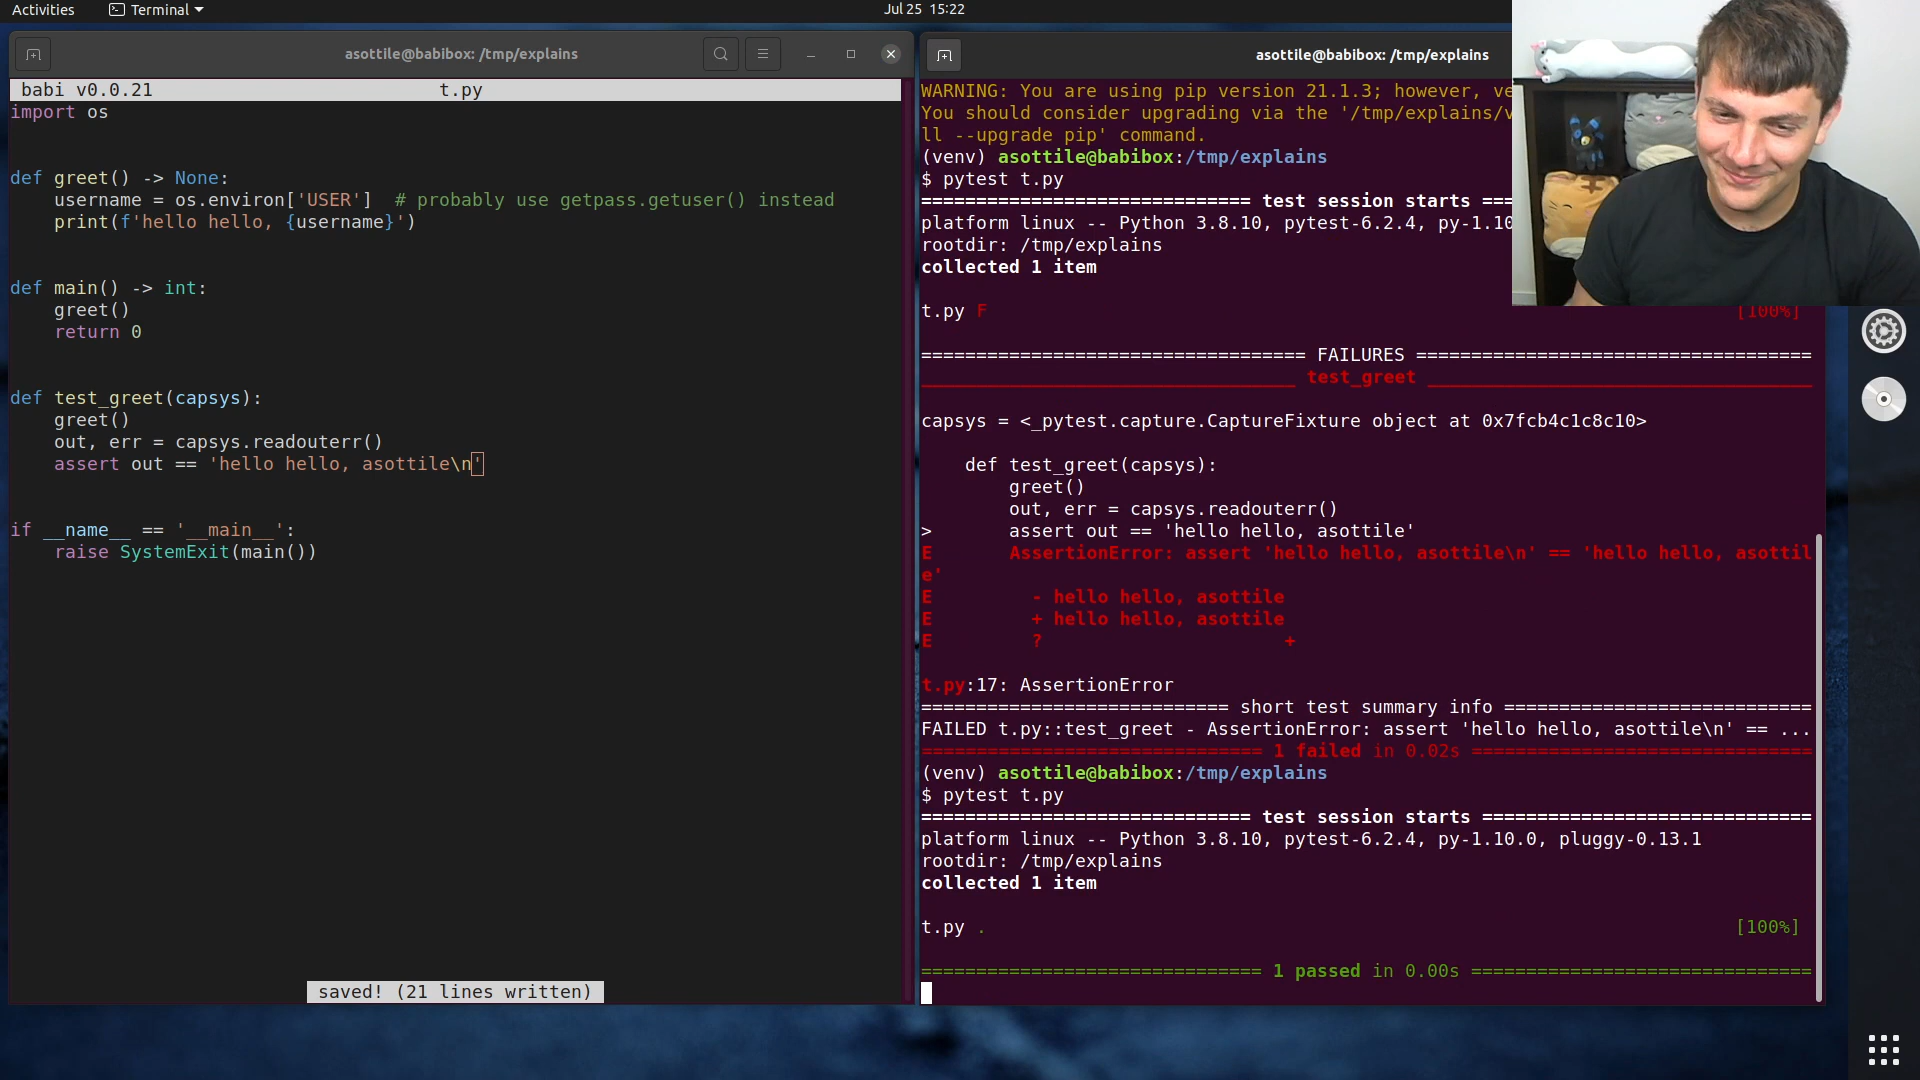 Activities
Terminal
Jul 25 15:22
asottile@babibox: /tmp/explains
babi v0.0.21 t.py
import os
def greet() -> None:
    username = os.environ['USER']  # probably use getpass.getuser() instead
    print(f'hello hello, {username}')
def main() -> int:
    greet()
    return 0
def test_greet(capsys):
    greet()
    out, err = capsys.readouterr()
    assert out == 'hello hello, asottile\n'
if __name__ == '__main__':
    raise SystemExit(main())
saved! (21 lines written)
asottile@babibox: /tmp/explains
WARNING: You are using pip version 21.1.3; however, ve
You should consider upgrading via the '/tmp/explains/v
ll --upgrade pip' command.
(venv) asottile@babibox:/tmp/explains
$ pytest t.py
============================== test session starts ===
platform linux -- Python 3.8.10, pytest-6.2.4, py-1.10
rootdir: /tmp/explains
collected 1 item
t.py F [100%]
=================================== FAILURES ====================================
__________________________________ test_greet ___________________________________
capsys = <_pytest.capture.CaptureFixture object at 0x7fcb4c1c8c10>
    def test_greet(capsys):
        greet()
        out, err = capsys.readouterr()
>       assert out == 'hello hello, asottile'
E       AssertionError: assert 'hello hello, asottile\n' == 'hello hello, asottil
e'
E         - hello hello, asottile
E         + hello hello, asottile
E         ?                      +
t.py:17: AssertionError
============================ short test summary info ============================
FAILED t.py::test_greet - AssertionError: assert 'hello hello, asottile\n' == ...
=============================== 1 failed in 0.02s ===============================
(venv) asottile@babibox:/tmp/explains
$ pytest t.py
============================== test session starts ==============================
platform linux -- Python 3.8.10, pytest-6.2.4, py-1.10.0, pluggy-0.13.1
rootdir: /tmp/explains
collected 1 item
t.py . [100%]
=============================== 1 passed in 0.00s ===============================